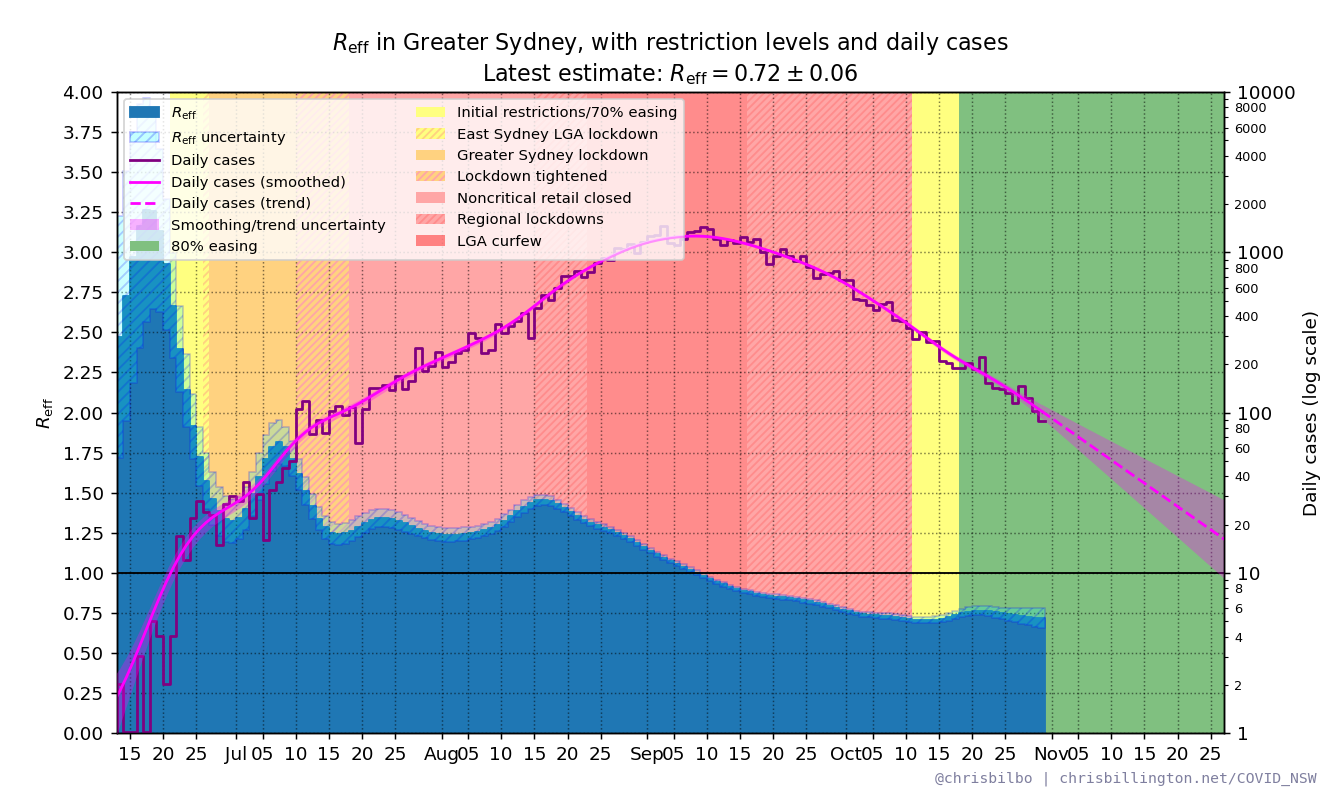 Reff in Greater Sydney, with restriction levels and daily cases
Latest estimate: Reff = 0.72 ± 0.06
Reff
Reff uncertainty
Daily cases
Daily cases (smoothed)
Daily cases (trend)
Smoothing/trend uncertainty
80% easing
Initial restrictions/70% easing
East Sydney LGA lockdown
Greater Sydney lockdown
Lockdown tightened
Noncritical retail closed
Regional lockdowns
LGA curfew
Reff
4.00
3.75
3.50
3.25
3.00
2.75
2.50
2.25
2.00
1.75
1.50
1.25
1.00
0.75
0.50
0.25
0.00
10000
8000
6000
4000
2000
1000
800
600
400
200
100
80
60
40
20
10
8
6
4
2
1
Daily cases (log scale)
15 20 25 Jul 05 10 15 20 25 Aug 05 10 15 20 25 Sep 05 10 15 20 25 Oct 05 10 15 20 25 Nov 05 10 15 20 25
@chrisbilbo | chrisbillington.net/COVID_NSW